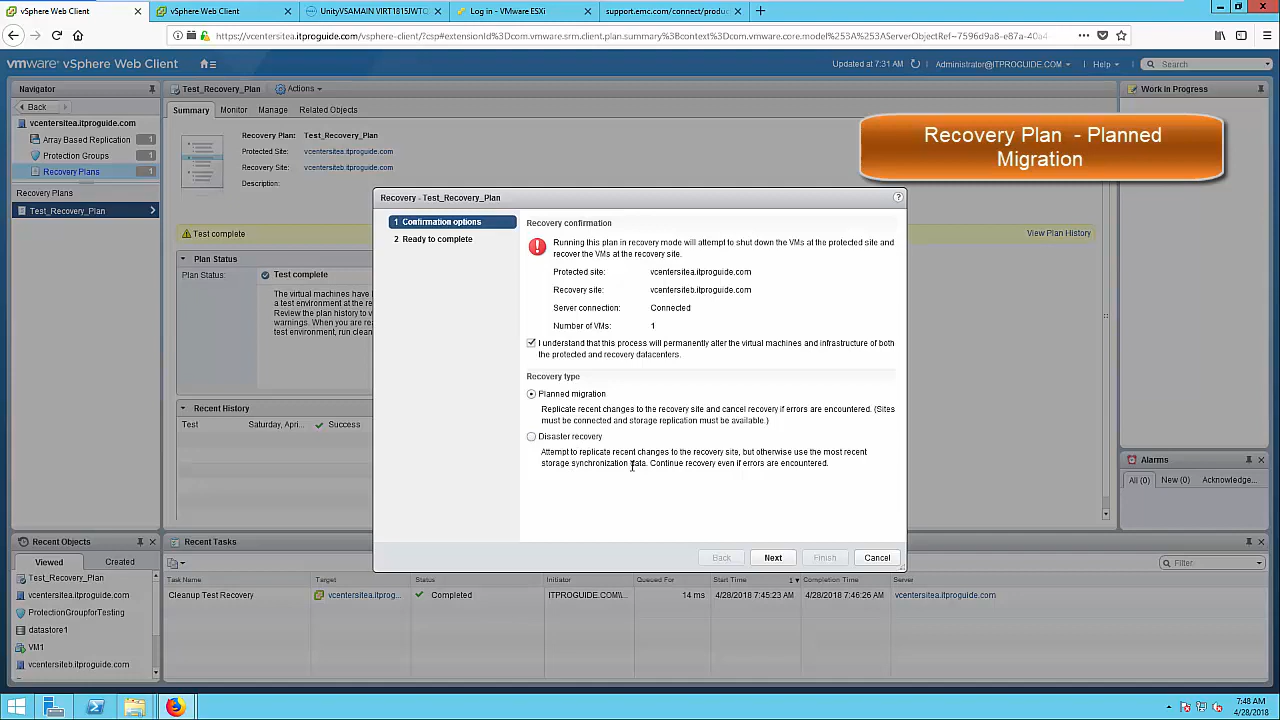 vSphere Web Client
vSphere Web Client
UnityVSAMAIN VIRT1815JWTQ
Log in - VMware ESXi
support.emc.com/connect/produc
https://vcentersitea.itproguide.com/vsphere-client/?csp#extensionId%3Dcom.vmware.srm.client.plan.summary%3Bcontext%3Dcom.vmware.core.model%253A%253AServerObjectRef~7596d9a8-e87a-40a4
vmware® vSphere Web Client
Updated at 7:31 AM
Administrator@ITPROGUIDE.COM
Help
Search
Navigator
Back
vcentersitea.itproguide.com
Array Based Replication 1
Protection Groups 1
Recovery Plans 1
Recovery Plans
Test_Recovery_Plan
Test_Recovery_Plan
Actions
Summary
Monitor
Manage
Related Objects
Recovery Plan: Test_Recovery_Plan
Protected Site: vcentersitea.itproguide.com
Recovery Site: vcentersiteb.itproguide.com
Description:
Test complete
View Plan History
Plan Status
Plan Status: Test complete
The virtual machines have
a test environment at the re
Review the plan history to v
warnings. When you are re
test environment, run clean
Recent History
Test Saturday, Apri... Success
Work In Progress
Recovery Plan - Planned
Migration
Recovery - Test_Recovery_Plan
1 Confirmation options
2 Ready to complete
Recovery confirmation
Running this plan in recovery mode will attempt to shut down the VMs at the protected site and
recover the VMs at the recovery site.
Protected site: vcentersitea.itproguide.com
Recovery site: vcentersiteb.itproguide.com
Server connection: Connected
Number of VMs: 1
I understand that this process will permanently alter the virtual machines and infrastructure of both
the protected and recovery datacenters.
Recovery type
Planned migration
Replicate recent changes to the recovery site and cancel recovery if errors are encountered. (Sites
must be connected and storage replication must be available.)
Disaster recovery
Attempt to replicate recent changes to the recovery site, but otherwise use the most recent
storage synchronization data. Continue recovery even if errors are encountered.
Back
Next
Finish
Cancel
Alarms
All (0) New (0) Acknowledge...
Recent Objects
Viewed
Created
Test_Recovery_Plan
vcentersitea.itproguide.com
ProtectionGroupforTesting
datastore1
VM1
vcentersiteb.itproguide.com
Recent Tasks
Filter
Task Name Target Status Initiator Queued For Start Time 1 Completion Time Server
Cleanup Test Recovery vcentersitea.itprog... Completed ITPROGUIDE.COM\\... 14 ms 4/28/2018 7:45:23 AM 4/28/2018 7:46:26 AM vcentersitea.itproguide.com
7:48 AM
4/28/2018